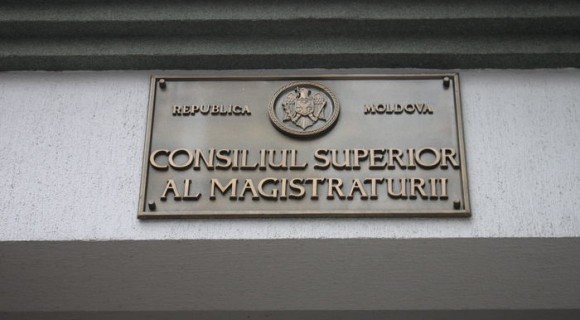 REPUBLICA MOLDOVA
CONSILIUL SUPERIOR
AL MAGISTRATURII